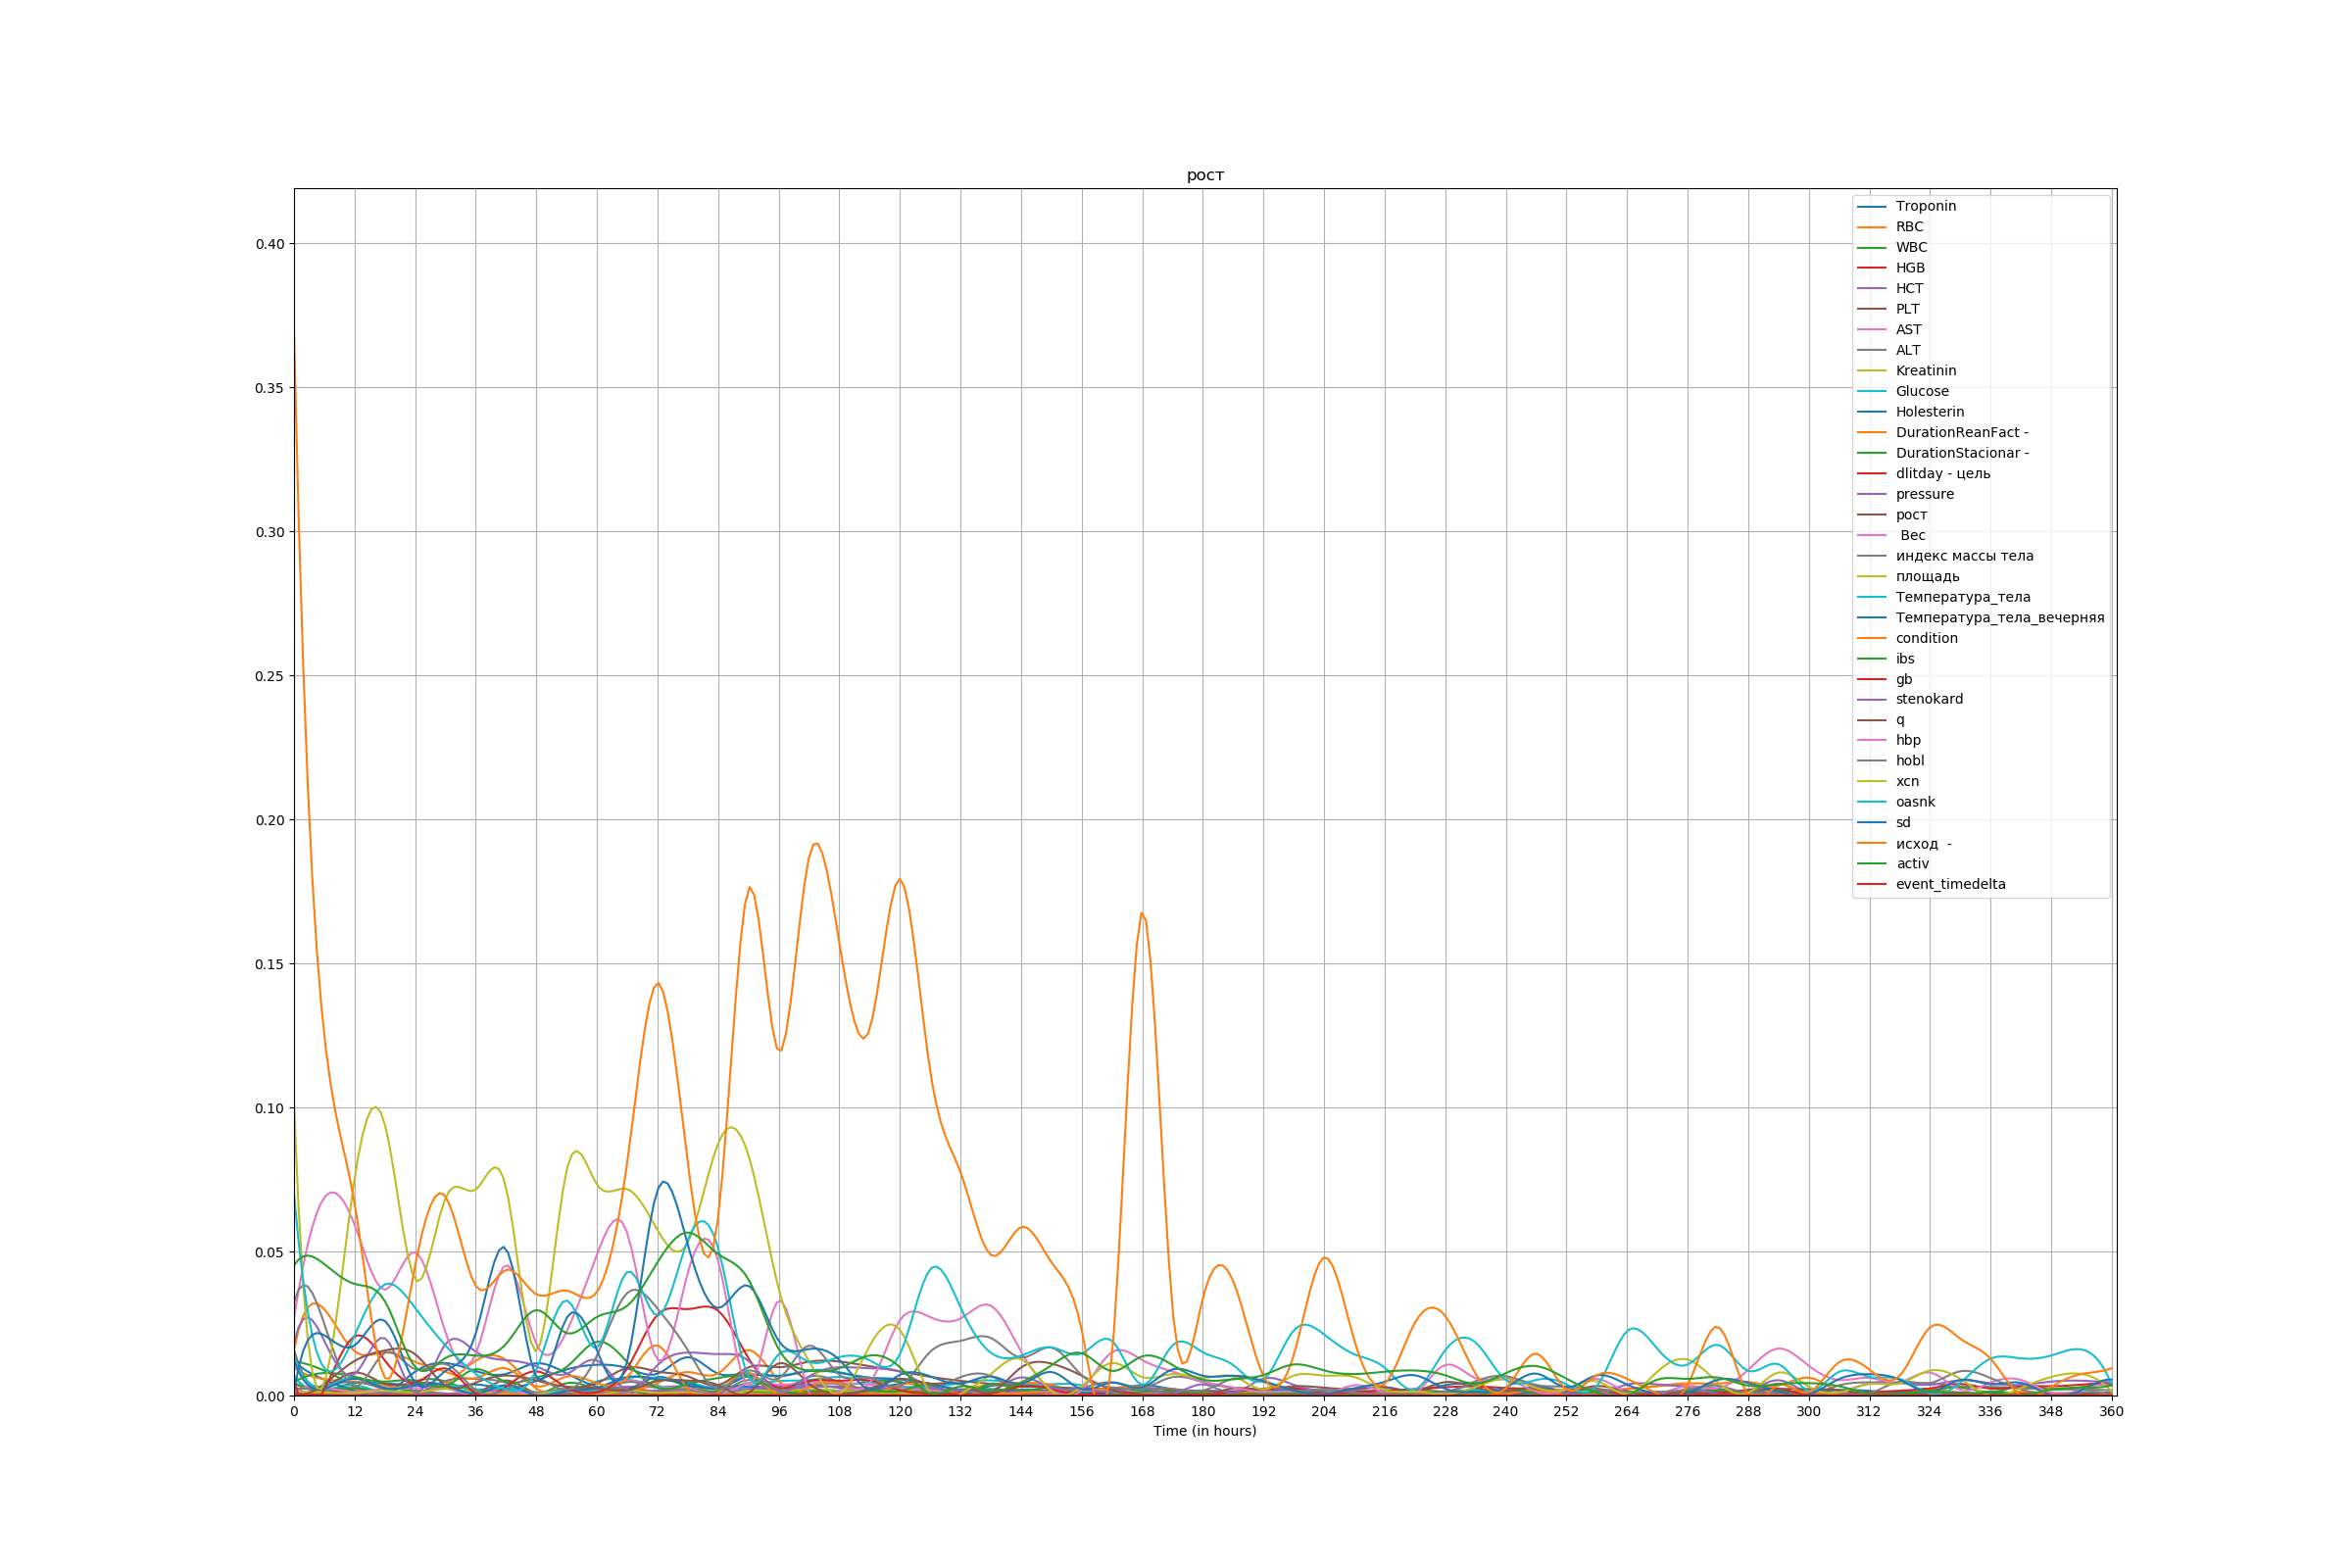 рост
0.40
0.35
0.30
0.25
0.20
0.15
0.10
0.05
0.00
0 12 24 36 48 60 72 84 96 108 120 132 144 156 168 180 192 204 216 228 240 252 264 276 288 300 312 324 336 348 360
Time (in hours)
Troponin
RBC
WBC
HGB
HCT
PLT
AST
ALT
Kreatinin
Glucose
Holesterin
DurationReanFact -
DurationStacionar -
dlitday - цель
pressure
рост
Вес
индекс массы тела
площадь
Температура_тела
Температура_тела_вечерняя
condition
ibs
gb
stenokard
q
hbp
hobl
xcn
oasnk
sd
исход -
activ
event_timedelta